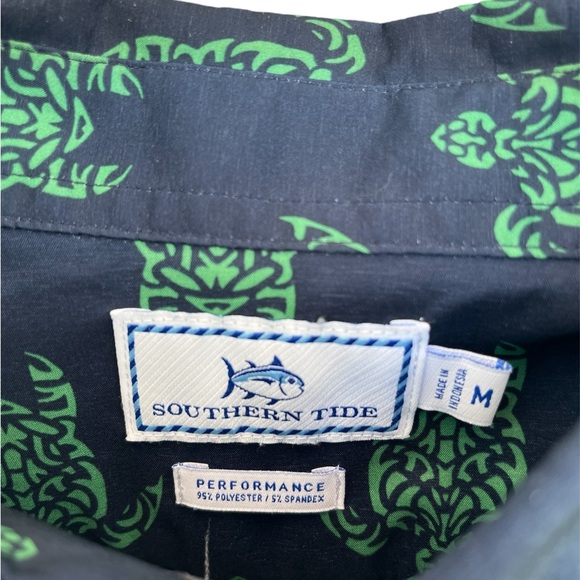 SOUTHERN TIDE
MADE IN
INDONESIA
M
PERFORMANCE
95% POLYESTER / 5% SPANDEX